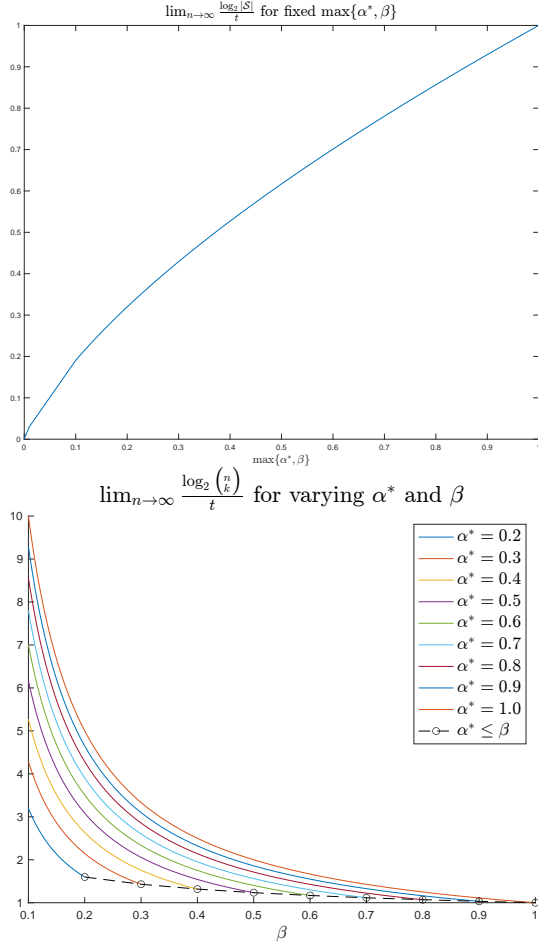 lim_{n→∞} \frac{log_2 |𝒮|}{t} for fixed max{α*, β}
1
0.9
0.8
0.7
0.6
0.5
0.4
0.3
0.2
0.1
0
0 0.1 0.2 0.3 0.4 0.5 0.6 0.7 0.8 0.9 1
max{α*, β}
lim_{n→∞} \frac{log_2 \binom{n}{k}}{t} for varying α* and β
10
9
8
7
6
5
4
3
2
1
α* = 0.2
α* = 0.3
α* = 0.4
α* = 0.5
α* = 0.6
α* = 0.7
α* = 0.8
α* = 0.9
α* = 1.0
α* ≤ β
0.1 0.2 0.3 0.4 0.5 0.6 0.7 0.8 0.9 1
β